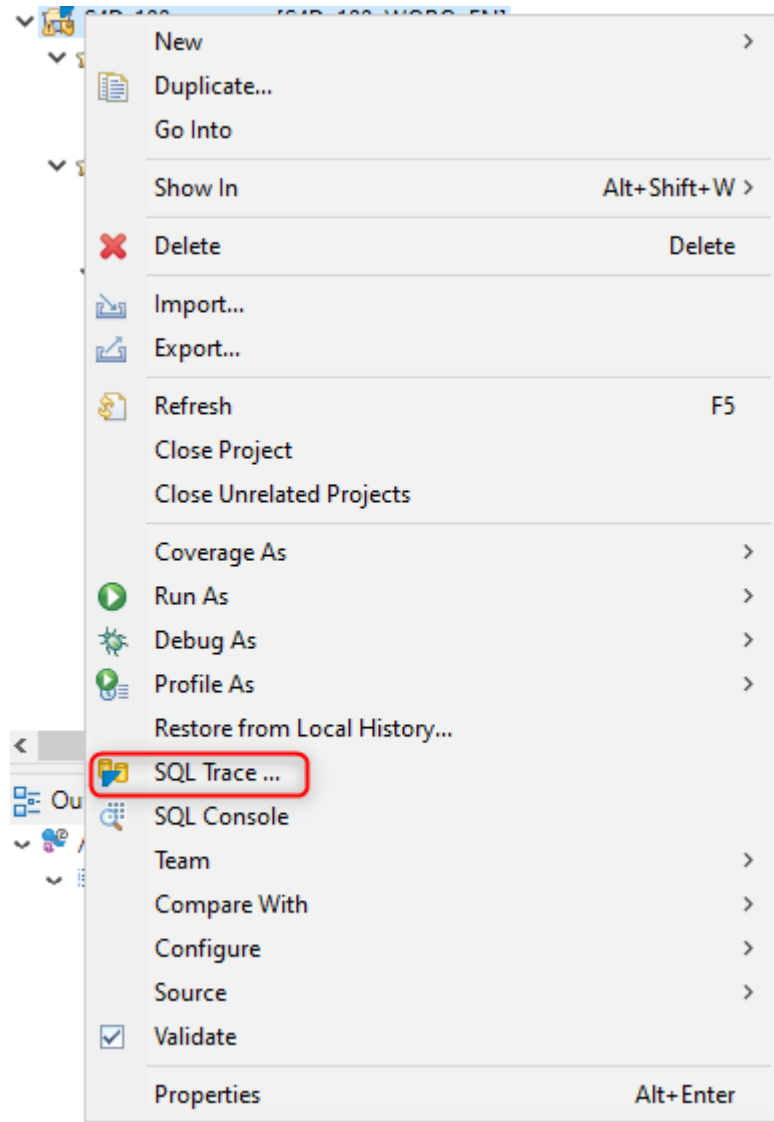 New
Duplicate...
Go Into
Show In Alt+Shift+W
Delete Delete
Import...
Export...
Refresh F5
Close Project
Close Unrelated Projects
Coverage As
Run As
Debug As
Profile As
Restore from Local History...
SQL Trace ...
Ou
SQL Console
Team
Compare With
Configure
Source
Validate
Properties Alt+Enter